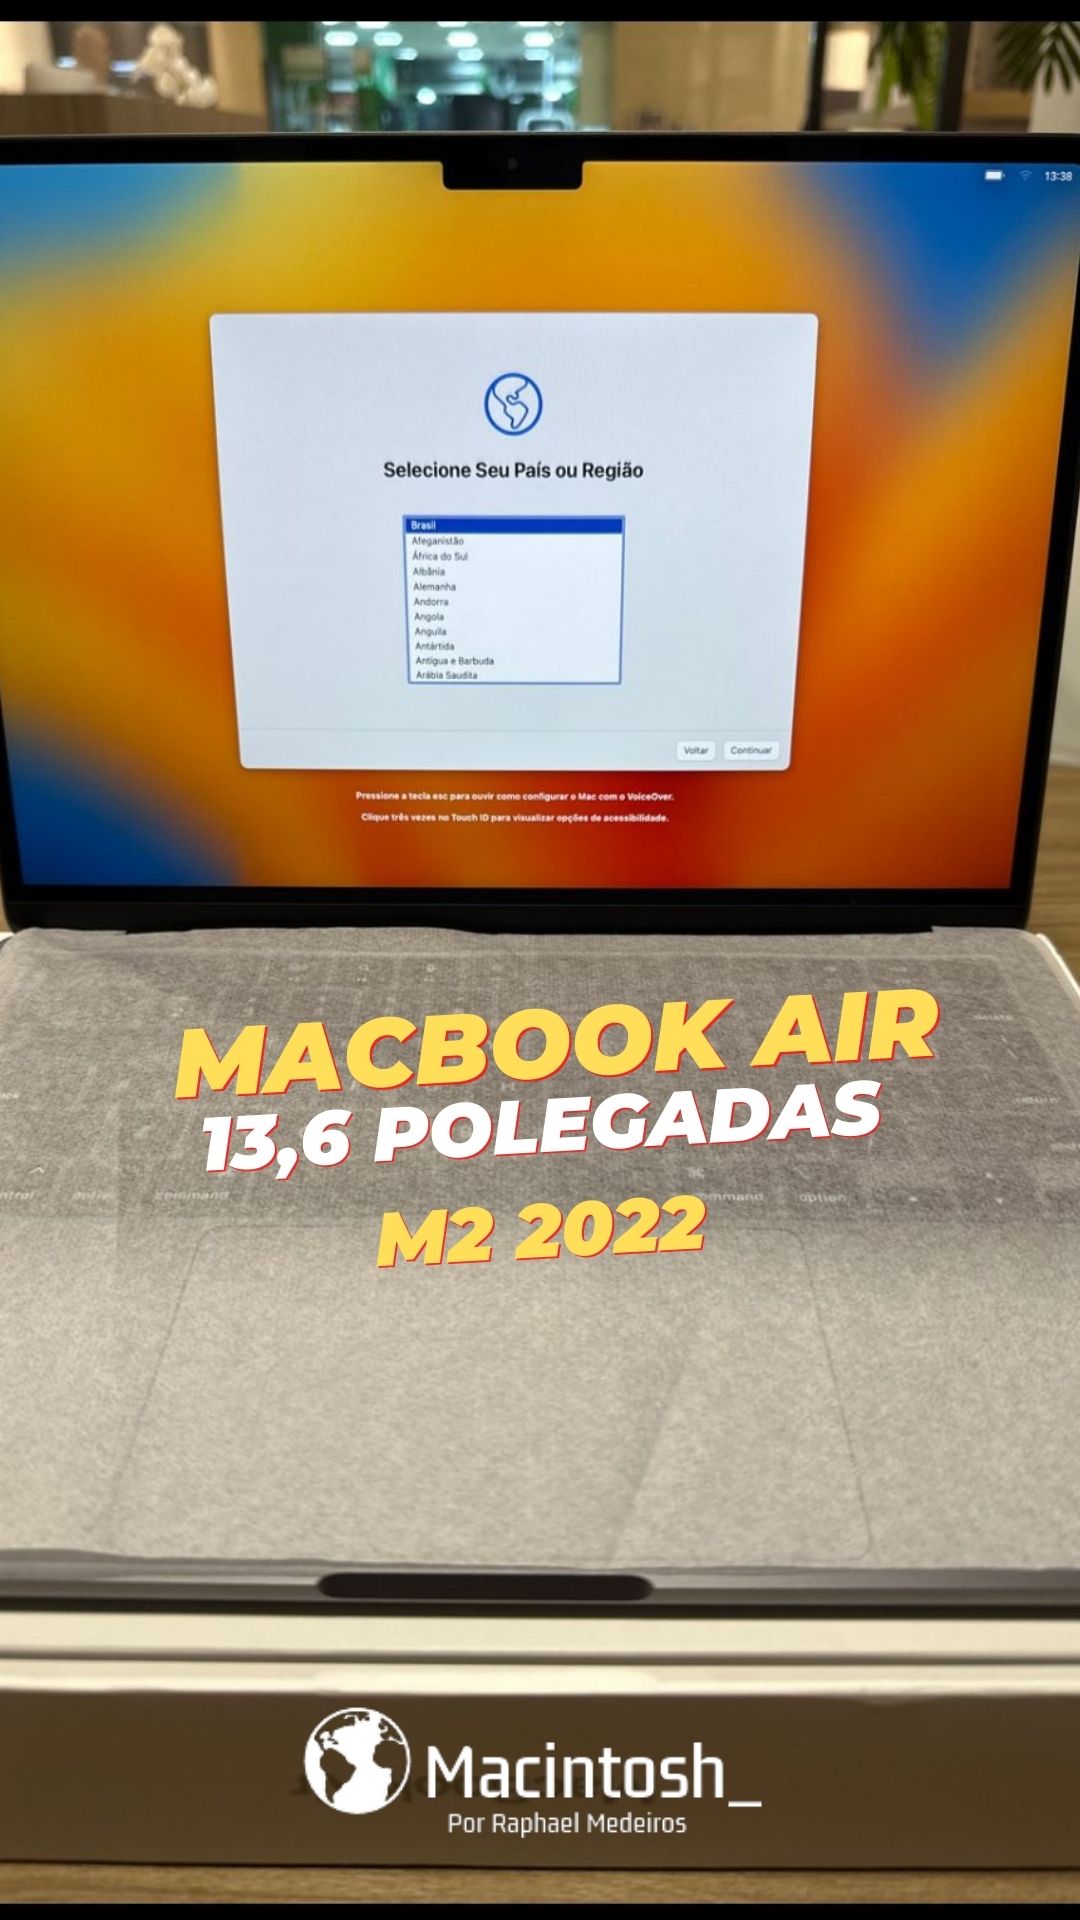 13:38
Selecione Seu País ou Região
Brasil
Afeganistão
África do Sul
Albânia
Alemanha
Andorra
Angola
Anguila
Antártida
Antígua e Barbuda
Arábia Saudita
Voltar
Continuar
Pressione a tecla esc para ouvir como configurar o Mac com o VoiceOver.
Clique três vezes no Touch ID para visualizar opções de acessibilidade.
MACBOOK AIR
13,6 POLEGADAS
command
option
M2 2022
Macintosh_
Por Raphael Medeiros